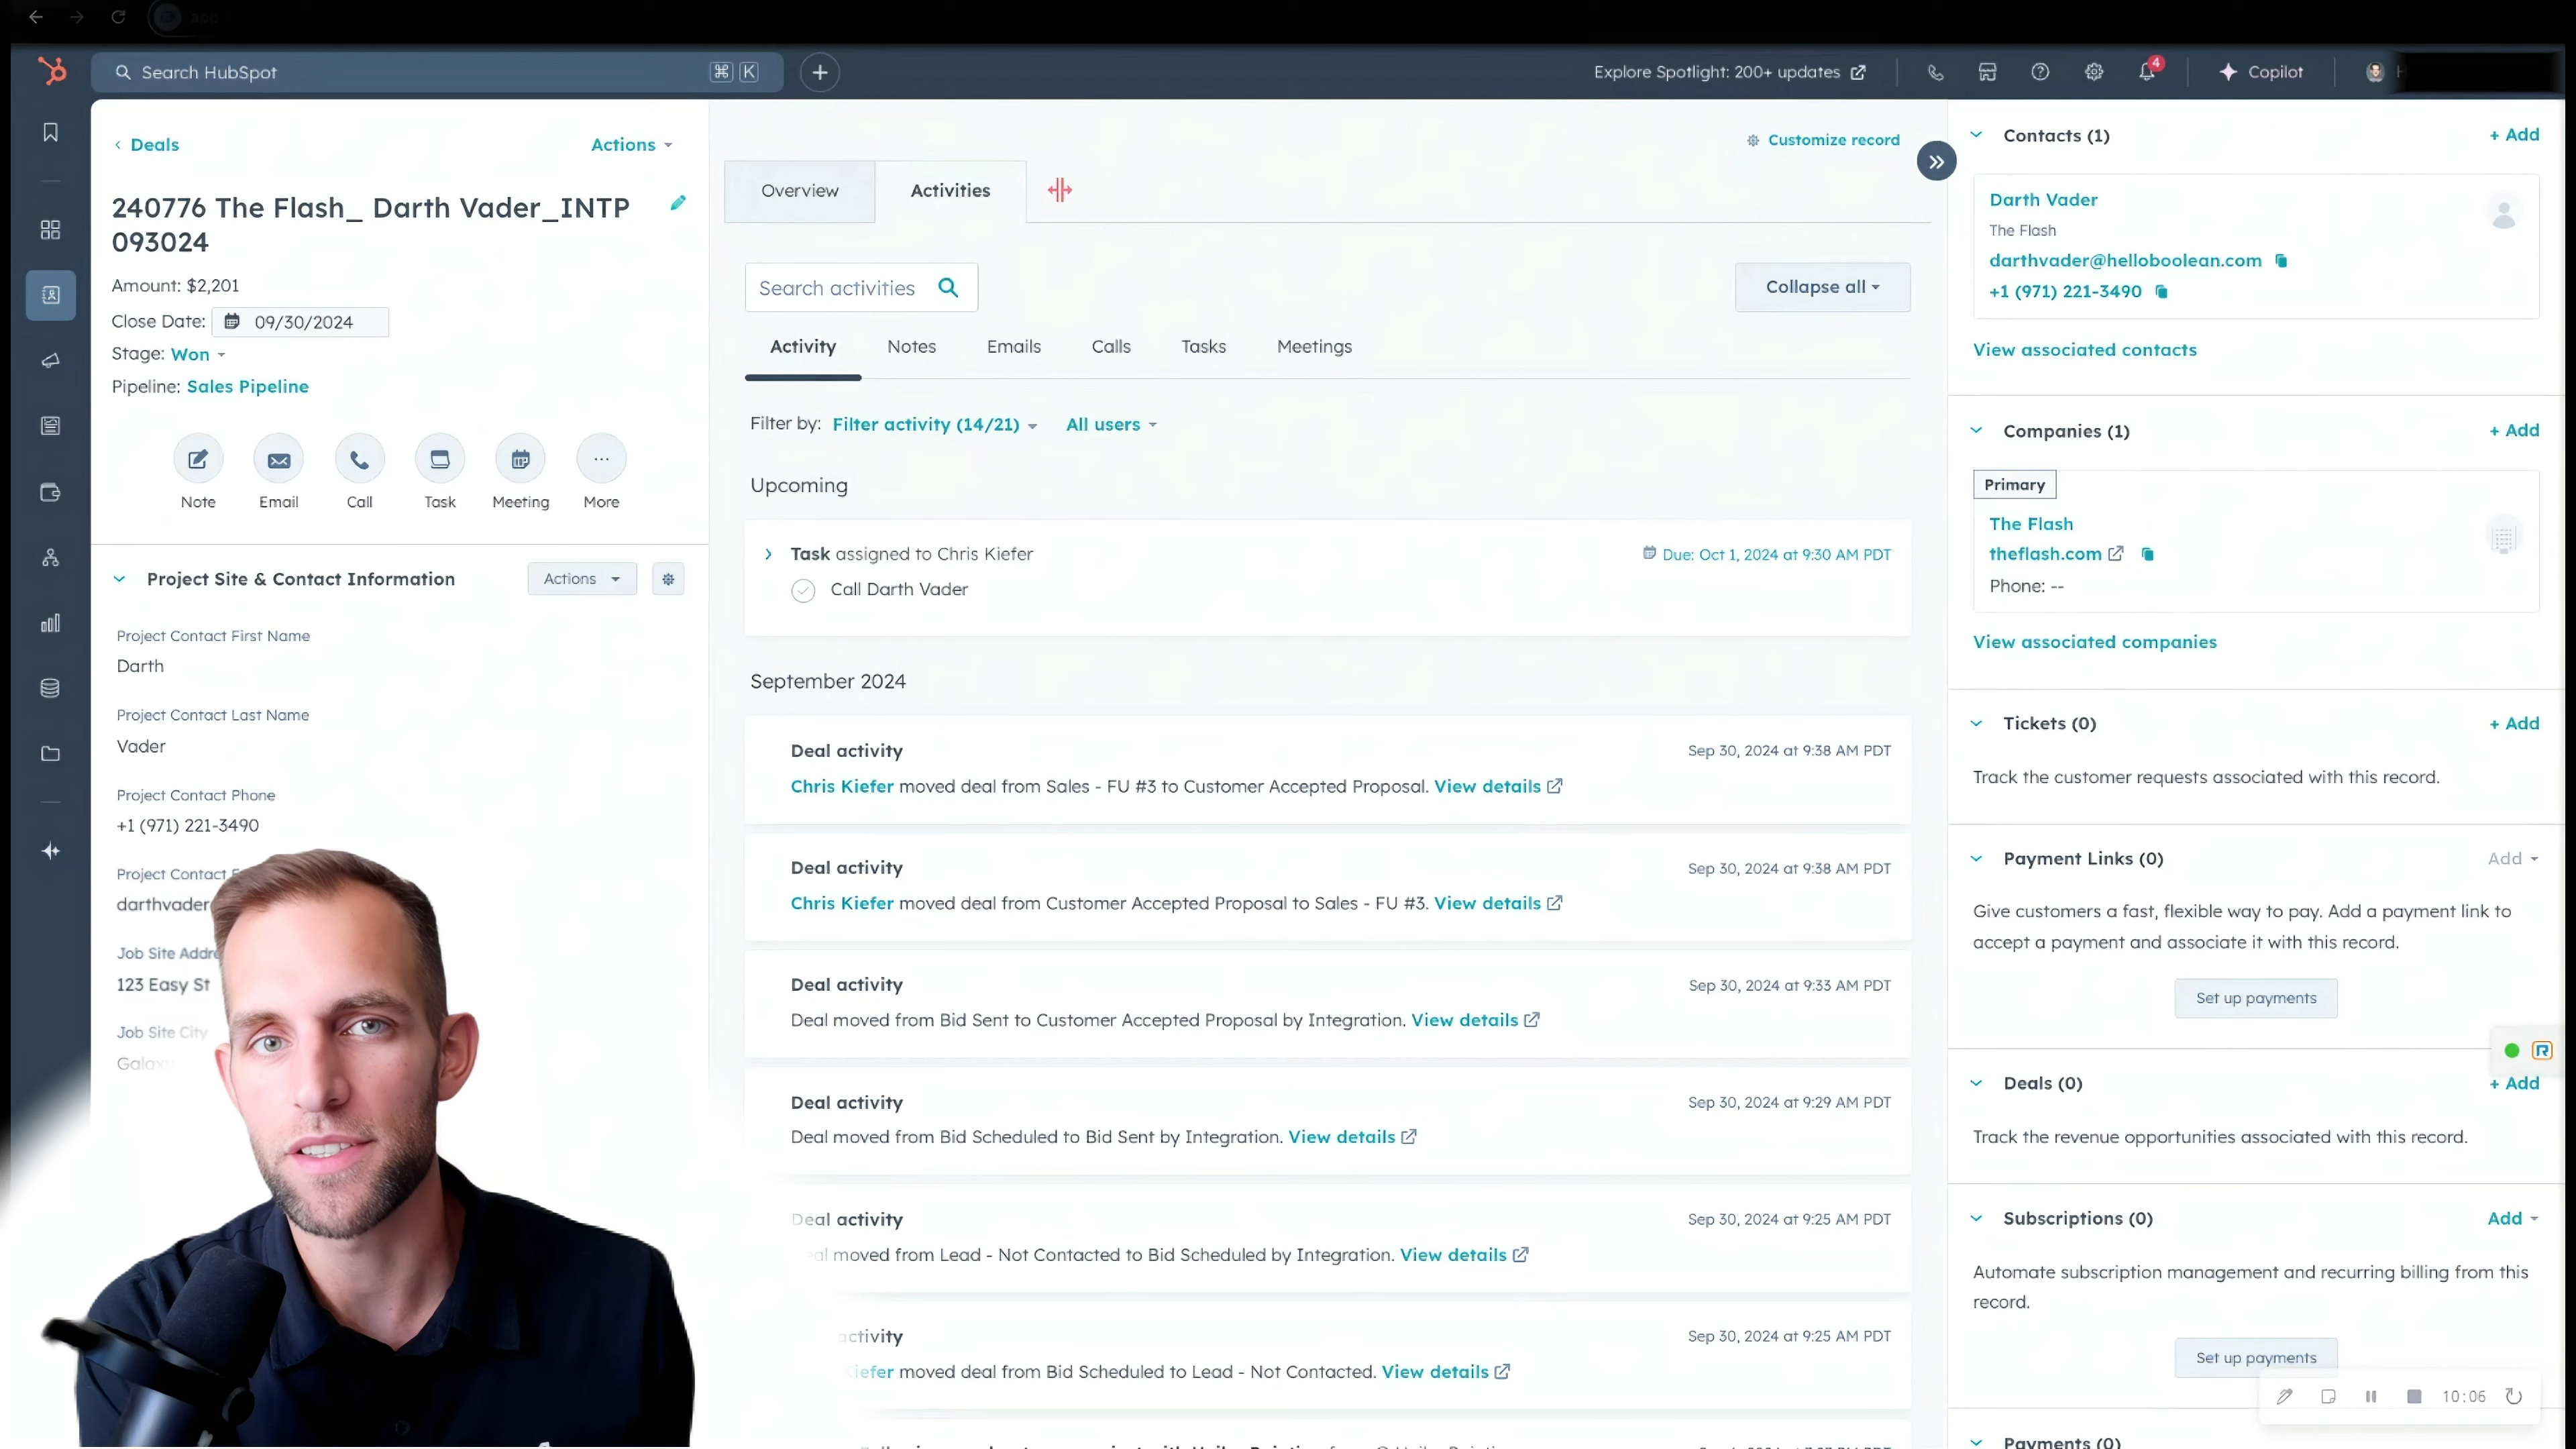 app
Search HubSpot
⌘ K
Explore Spotlight: 200+ updates
4
Copilot
Deals
Actions
240776 The Flash_ Darth Vader_INTP
093024
Amount: $2,201
Close Date: 09/30/2024
Stage: Won
Pipeline: Sales Pipeline
Note
Email
Call
Task
Meeting
More
Project Site & Contact Information
Actions
Project Contact First Name
Darth
Project Contact Last Name
Vader
Project Contact Phone
+1 (971) 221-3490
Project Contact
darthvader
Job Site Addre
123 Easy St
Job Site City
Galax
Customize record
Overview
Activities
Search activities
Collapse all
Activity
Notes
Emails
Calls
Tasks
Meetings
Filter by: Filter activity (14/21)
All users
Upcoming
Task assigned to Chris Kiefer
Due: Oct 1, 2024 at 9:30 AM PDT
Call Darth Vader
September 2024
Deal activity
Sep 30, 2024 at 9:38 AM PDT
Chris Kiefer moved deal from Sales - FU #3 to Customer Accepted Proposal. View details
Deal activity
Sep 30, 2024 at 9:38 AM PDT
Chris Kiefer moved deal from Customer Accepted Proposal to Sales - FU #3. View details
Deal activity
Sep 30, 2024 at 9:33 AM PDT
Deal moved from Bid Sent to Customer Accepted Proposal by Integration. View details
Deal activity
Sep 30, 2024 at 9:29 AM PDT
Deal moved from Bid Scheduled to Bid Sent by Integration. View details
Deal activity
Sep 30, 2024 at 9:25 AM PDT
eal moved from Lead - Not Contacted to Bid Scheduled by Integration. View details
activity
Sep 30, 2024 at 9:25 AM PDT
Kiefer moved deal from Bid Scheduled to Lead - Not Contacted. View details
Contacts (1)
+ Add
Darth Vader
The Flash
darthvader@helloboolean.com
+1 (971) 221-3490
View associated contacts
Companies (1)
+ Add
Primary
The Flash
theflash.com
Phone: --
View associated companies
Tickets (0)
+ Add
Track the customer requests associated with this record.
Payment Links (0)
Add
Give customers a fast, flexible way to pay. Add a payment link to
accept a payment and associate it with this record.
Set up payments
Deals (0)
+ Add
Track the revenue opportunities associated with this record.
Subscriptions (0)
Add
Automate subscription management and recurring billing from this
record.
Set up payments
10:06
Payments (0)